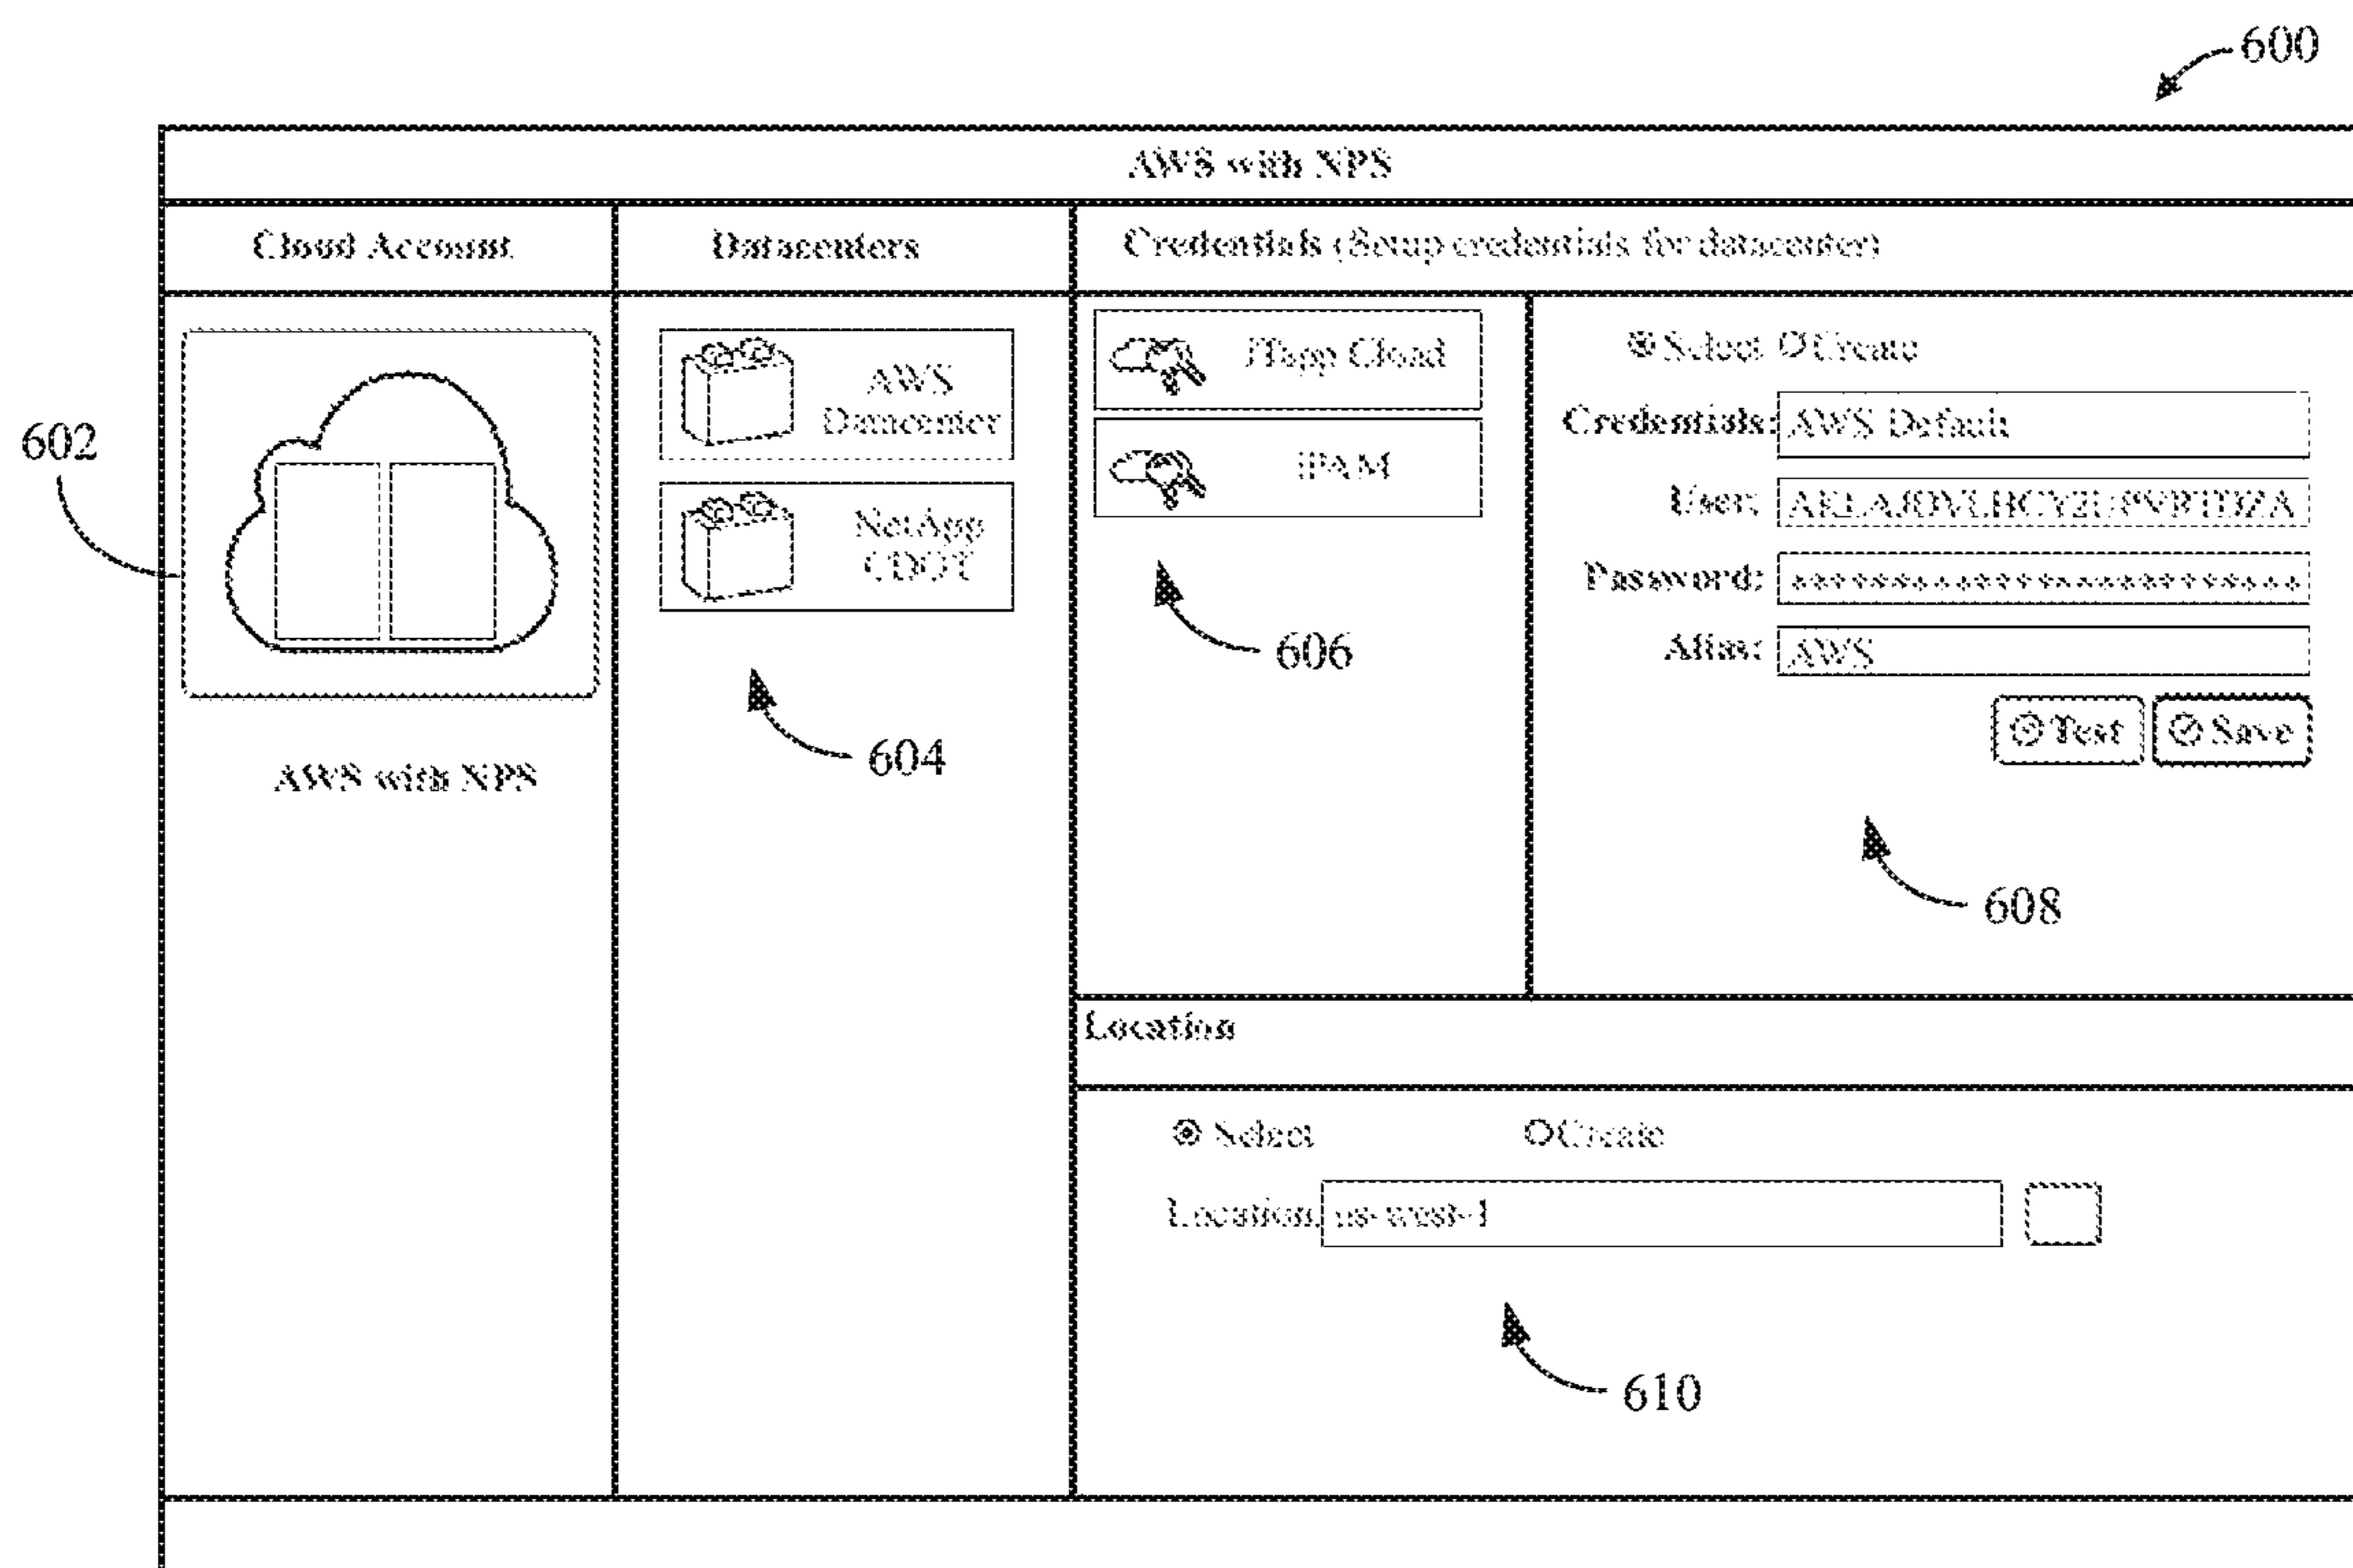 600
AWS with NPS
Cloud Account
Datacenters
Credentials (Setup credentials for datacenter)
602
AWS with NPS
AWS
Datacenter
NetApp
CDOT
604
Cloud
iPAM
606
Select Create
Credentials: AWS Default
User:
Password: **************************
Alias: AWS
Test Save
608
Location
Select Create
Location: us-west-1
610